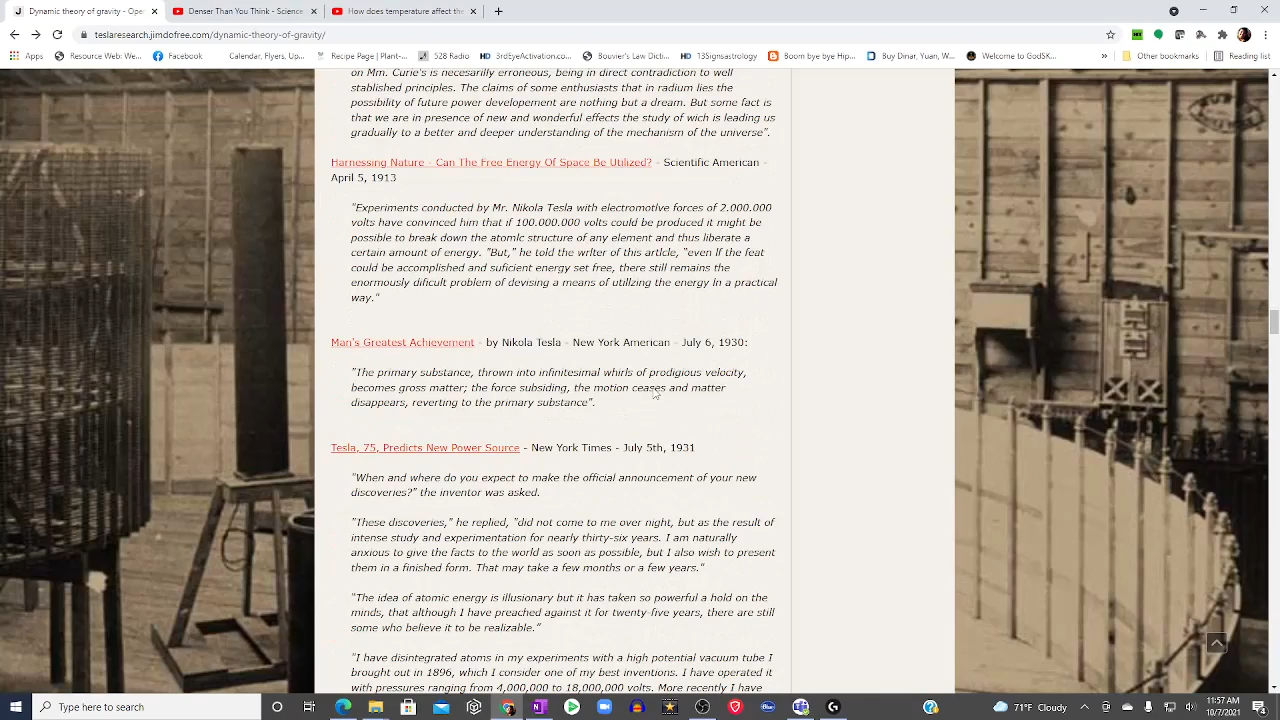 Dynamic theory of gravity - Ope
Denser Than You Think - Science
How does temperature affect the
teslaresearch.jimdofree.com/dynamic-theory-of-gravity/
Apps
Resource Web: We...
Facebook
Calendar, Flyers, Up...
Recipe Page | Plant-...
528 Radio
HD 3rdEyeActivation.co...
Bouvier's Law Dicti...
HD 13signsastrology
Boom bye bye Hip...
Buy Dinar, Yuan, W...
Welcome to GodSK...
»
Other bookmarks
Reading list
on Mm. Curie's is necesarilly erroneous, being in direct contradiction to well
stablished principles. The claims of some enthusiasts that in radium lies the
possibility of future power developement are nothing but a dream. But some fact is
that we are in presence of new and wonderful effects the study of wich is leading us
gradually to a better and deeper understanding of the mechanism of the universe".
Harnessing Nature - Can The Free Energy Of Space Be Utilized? - Scientific American -
April 5, 1913
"Experiments conducted by Mr. Nikola Tesla with electromotive forces of 2.000.000
volts have convinced him that if 100.000.000 volts could be produced it might be
possible to break down the atomic structure of any element and thus liberate a
certain amount of energy. "But," he told the writer of this article, "even if the feat
could be accomplished and suficient energy set free, there still remains the
enormously dificult problem of devising a means of utilizing the energy in a practical
way."
Man's Greatest Achievement - by Nikola Tesla - New York American - July 6, 1930:
"The primary substance, thrown into infinitesimal whirls of prodigious velocity,
becomes gross matter; the force subsiding, the motion ceases and matter
disappears, reverting to the primary substance".
Tesla, 75, Predicts New Power Source - New York Times - July 5th, 1931
"When and where do you expect to make the official announcement of your new
discoveries?" the inventor was asked.
"These discoveries," he replied, "did not come to me over night, but as the result of
intense study and experimentation for nearly thirty-six years. I am naturally
anxious to give the facts to the world as soon as possible, but I also wish to present
them in a finished form. That may take a few months or a few years."
"The idea of atomic energy is illusionary but it has taken so powerful a hold on the
minds, that although I have preached against it for twenty-five years, there are still
some who believe it to be realizable."
"I have disintegrated atoms in my experiments with a high potential vacuum tube I
brought out in 1896, which I consider one of my best inventions. I have operated it
with pressures ranging from 4,000,000 to 18,000,000 volts. More recently I have
Type here to search
77°F Cloudy
11:57 AM
10/7/2021